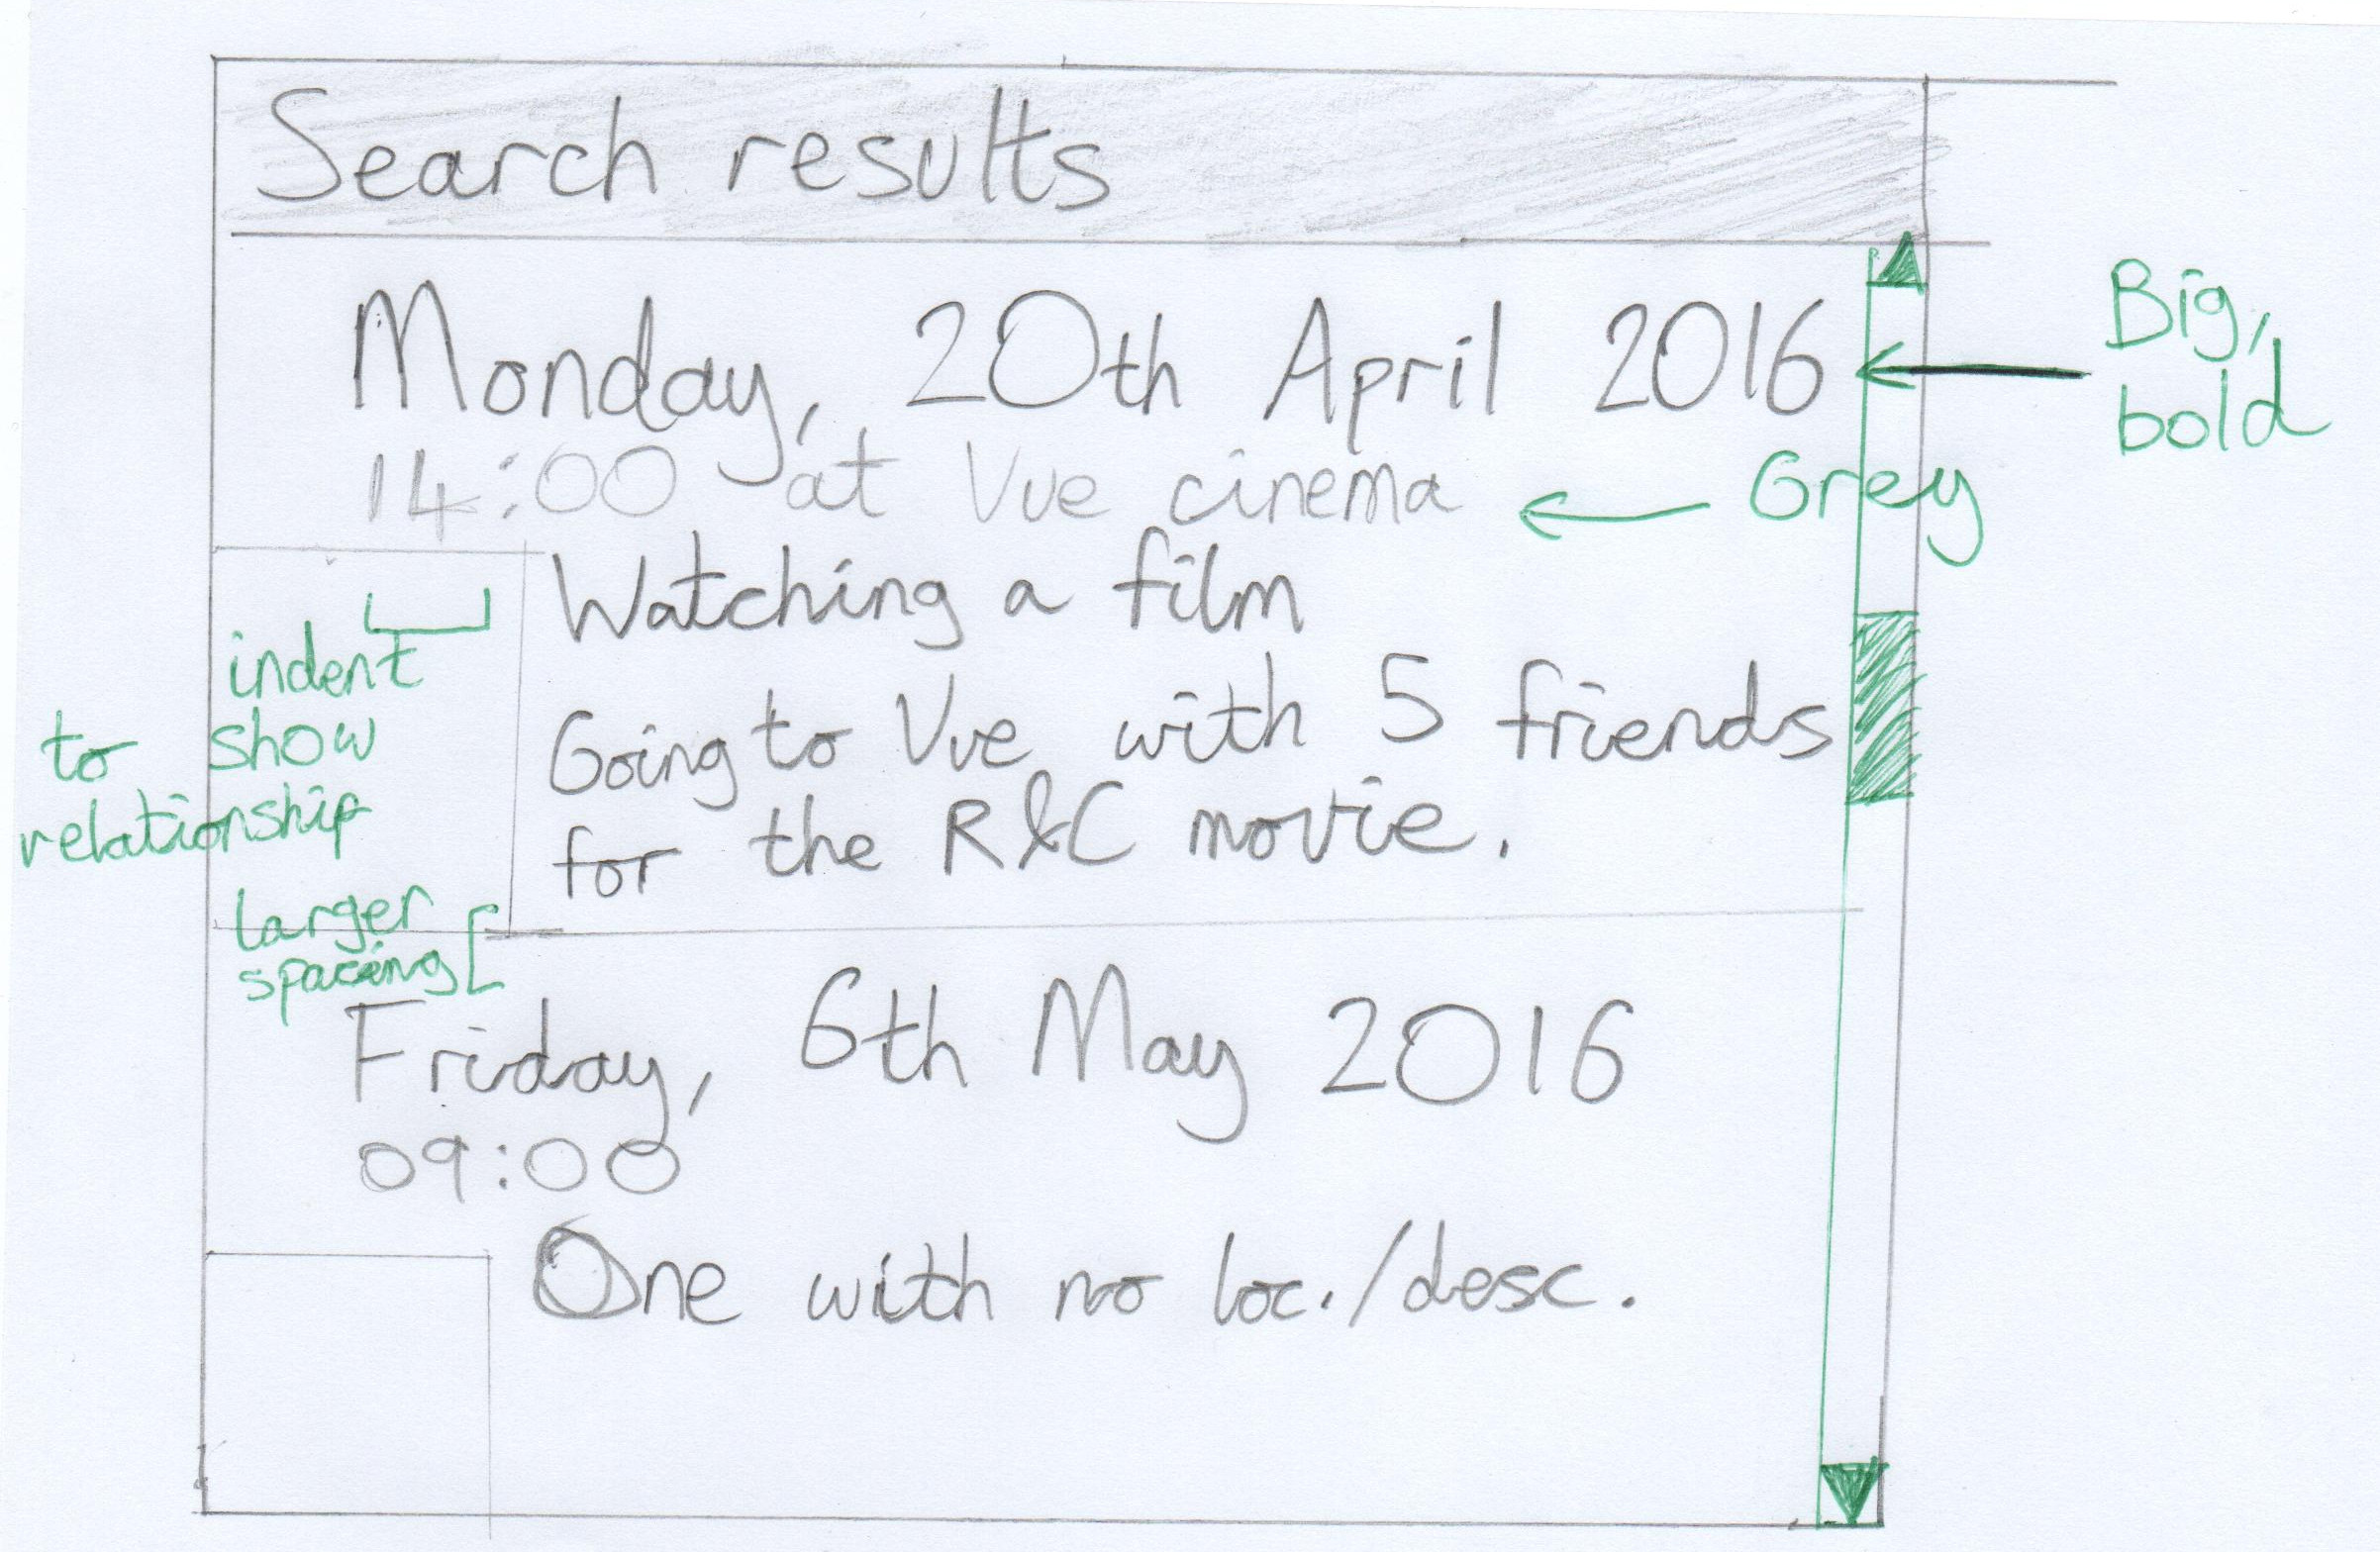 Search results
Monday, 20th April 2016
Big,
bold
14:00 at Vue cinema
Grey
Watching a film
indent
to show
relationship
Going to Vue with 5 friends
for the R&C movie.
larger
spacing
Friday, 6th May 2016
09:00
One with no loc./desc.